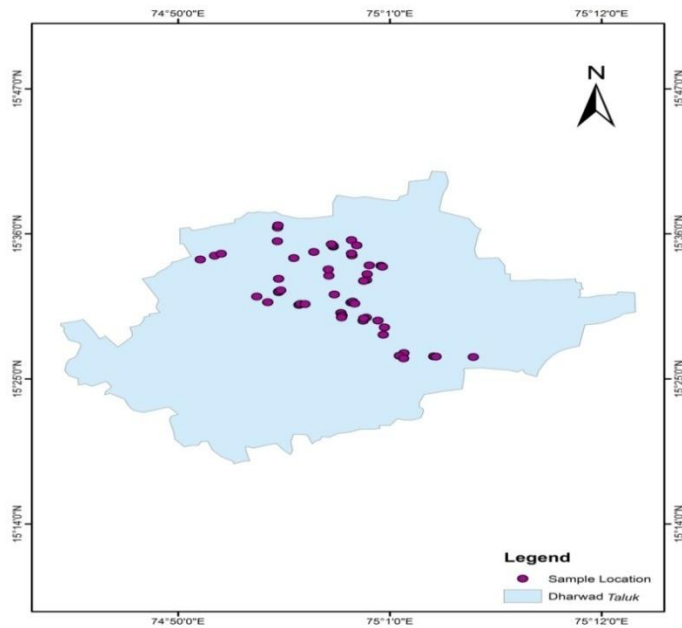 74°50'0"E 75°1'0"E 75°12'0"E
N
15°47'0"N 15°47'0"N
15°36'0"N 15°36'0"N
15°25'0"N 15°25'0"N
15°14'0"N 15°14'0"N
Legend
Sample Location
Dharwad Taluk
74°50'0"E 75°1'0"E 75°12'0"E